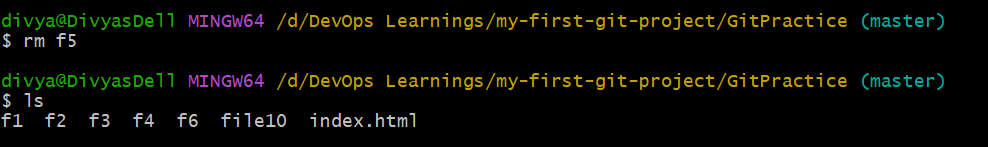 divya@DivyasDell MINGW64 /d/DevOps Learnings/my-first-git-project/GitPractice (master)
$ rm f5
divya@DivyasDell MINGW64 /d/DevOps Learnings/my-first-git-project/GitPractice (master)
$ ls
f1  f2  f3  f4  f6  file10  index.html